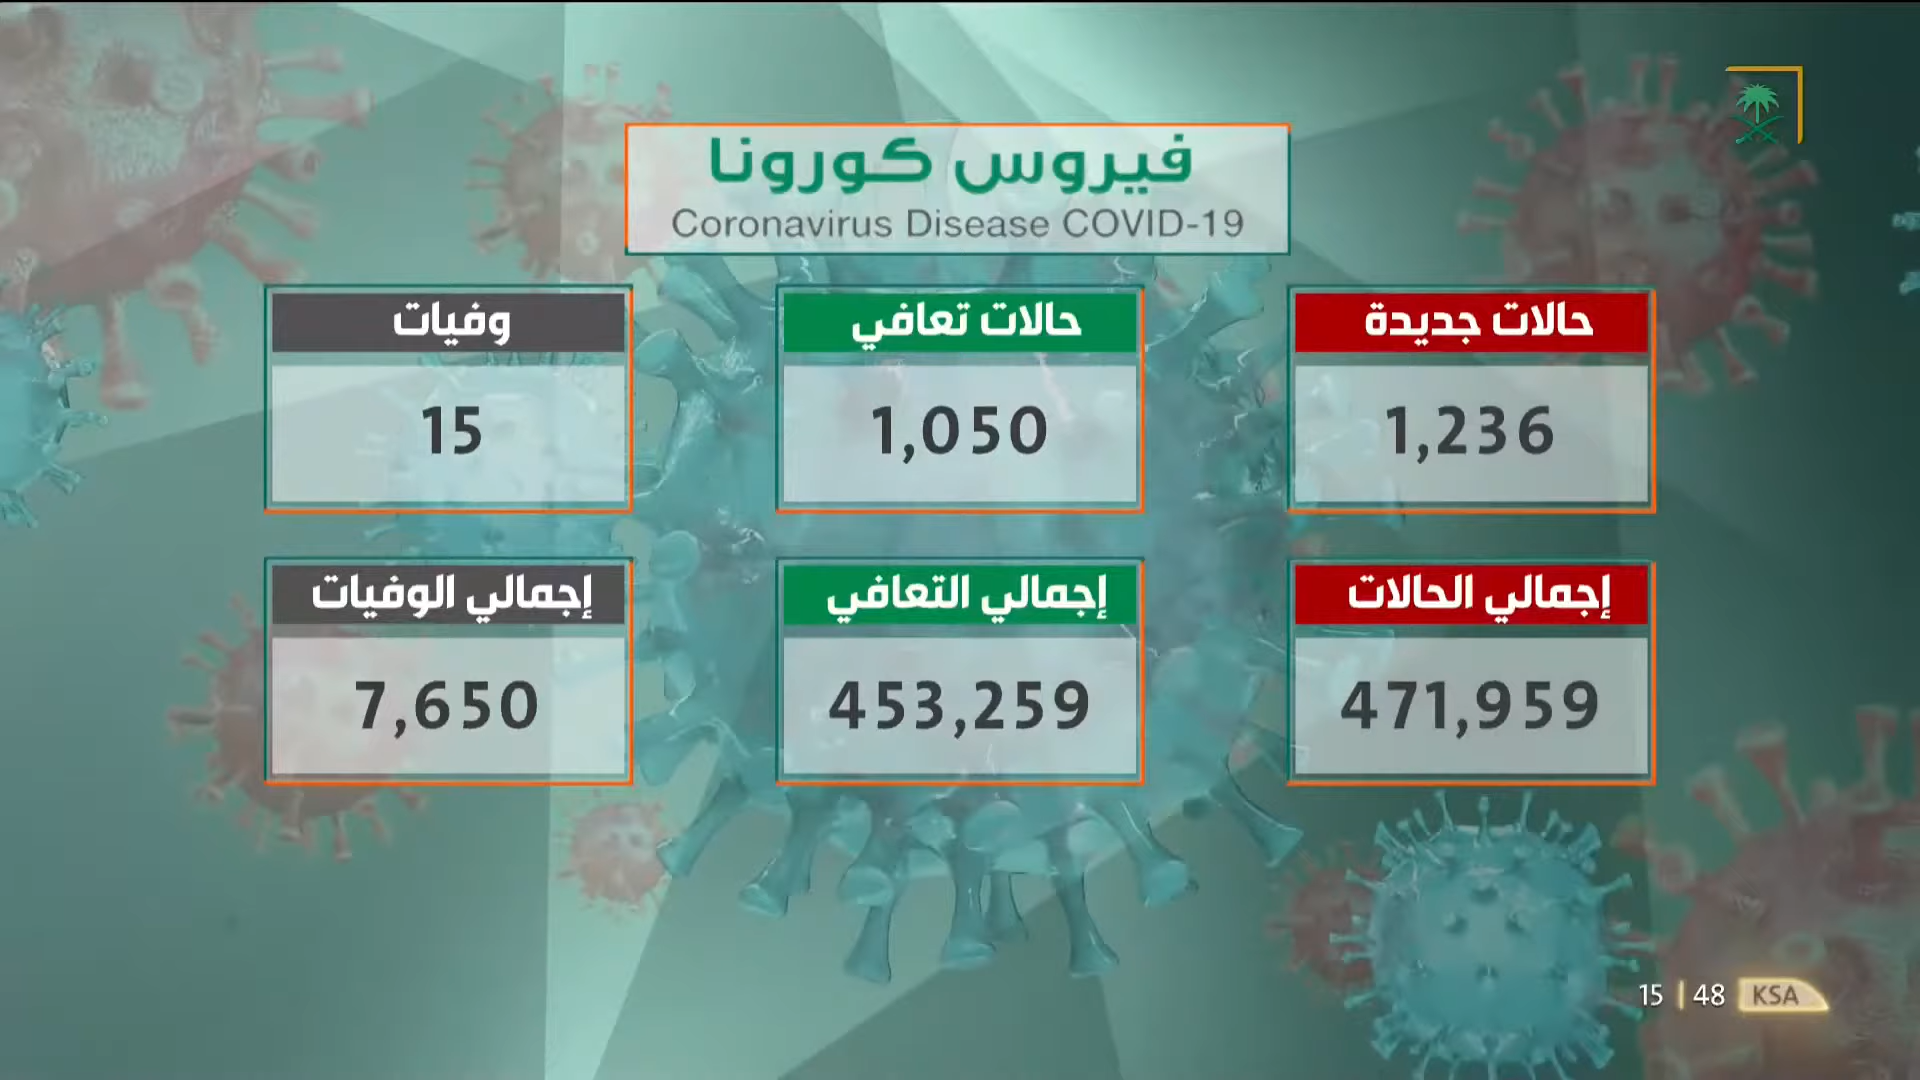 فيروس كورونا
Coronavirus Disease COVID-19
حالات جديدة
1,236
حالات تعافي
1,050
وفيات
15
إجمالي الحالات
471,959
إجمالي التعافي
453,259
إجمالي الوفيات
7,650
15 | 48 KSA